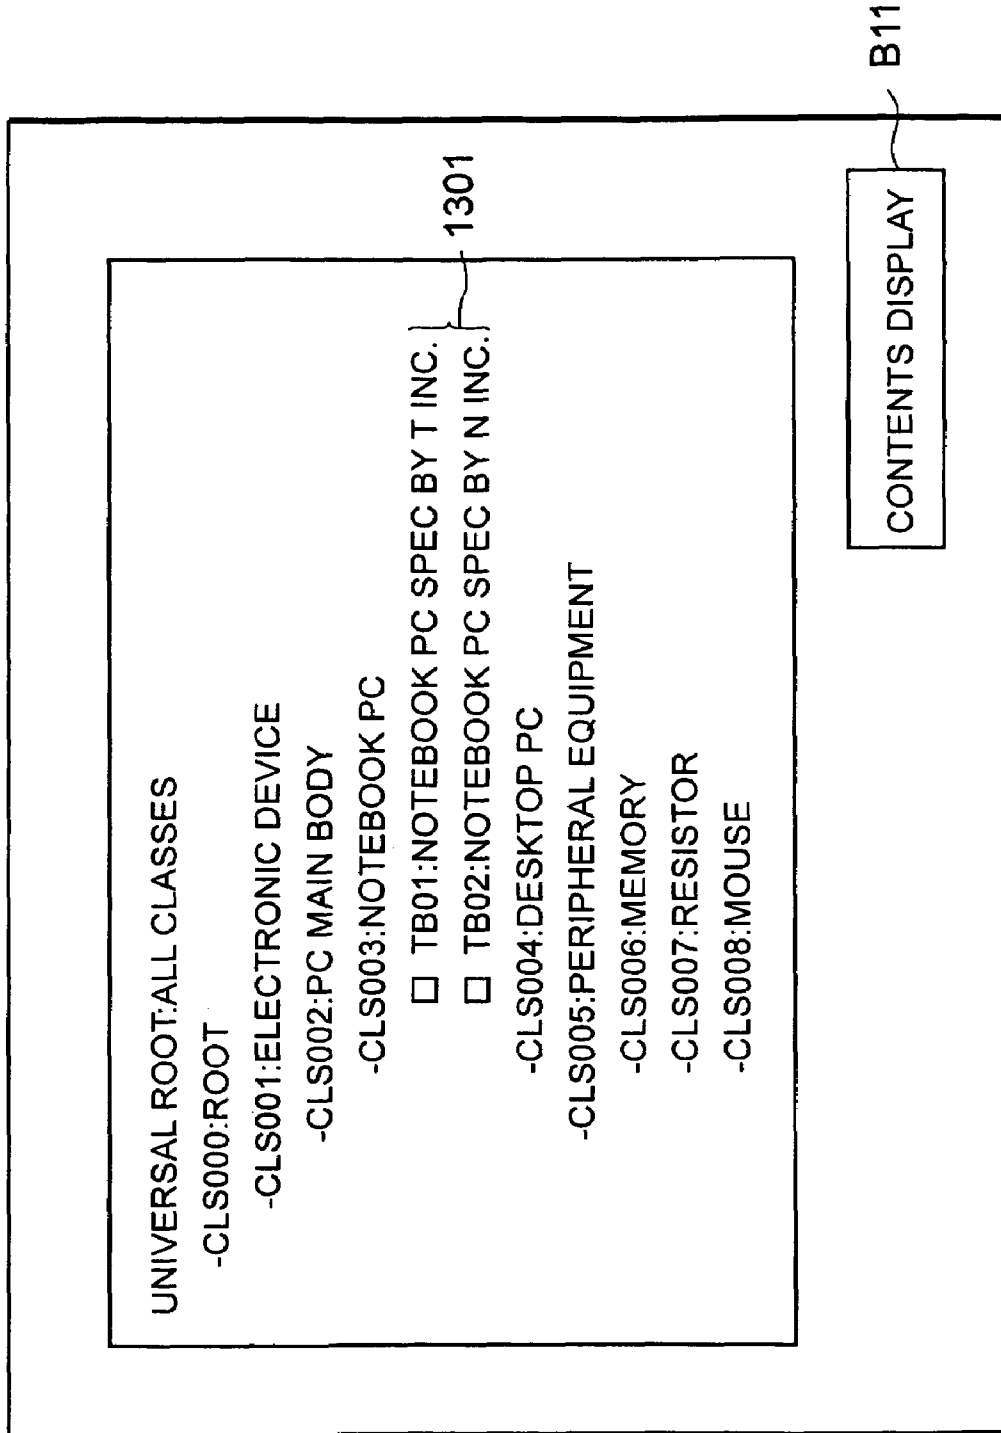 UNIVERSAL ROOT:ALL CLASSES
-CLS000:ROOT
-CLS001:ELECTRONIC DEVICE
-CLS002:PC MAIN BODY
-CLS003:NOTEBOOK PC
TB01:NOTEBOOK PC SPEC BY T INC.
TB02:NOTEBOOK PC SPEC BY N INC.
1301
-CLS004:DESKTOP PC
-CLS005:PERIPHERAL EQUIPMENT
-CLS006:MEMORY
-CLS007:RESISTOR
-CLS008:MOUSE
CONTENTS DISPLAY
B11